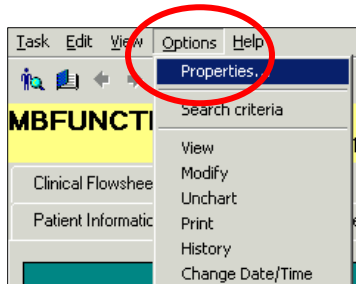 Task Edit View Options Help
Properties...
MBFUNCTI
Search criteria
View
Clinical Flowshee
Modify
Unchart
Patient Informatic
Print
History
Change Date/Time